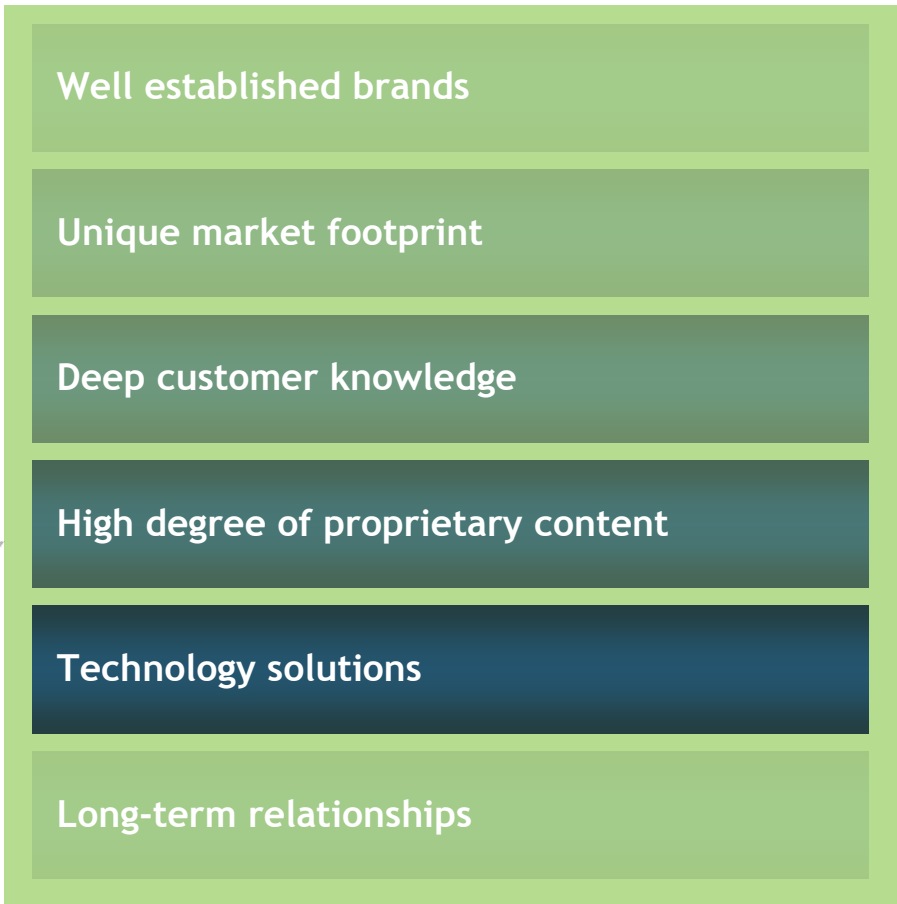 Well established brands
Unique market footprint
Deep customer knowledge
High degree of proprietary content
Technology solutions
Long-term relationships